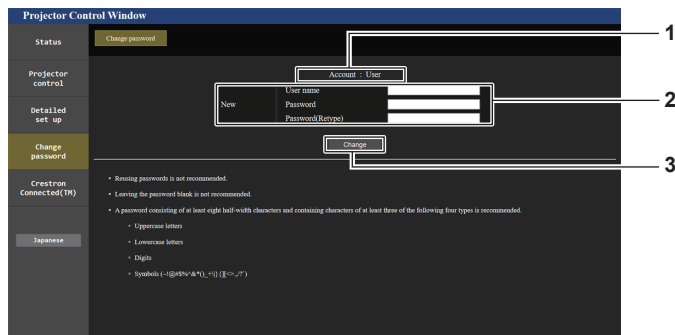 Projector Control Window
Status
Change password
1
Projector
control
Account : User
User name
New
Password
2
Password(Retype)
Detailed
set up
Change
password
Change
3
Crestron
Connected(TM)
• Reusing passwords is not recommended.
• Leaving the password blank is not recommended.
• A password consisting of at least eight half-width characters and containing characters of at least three of the following four types is recommended.
Uppercase letters
Lowercase letters
Digits
Symbols
Japanese